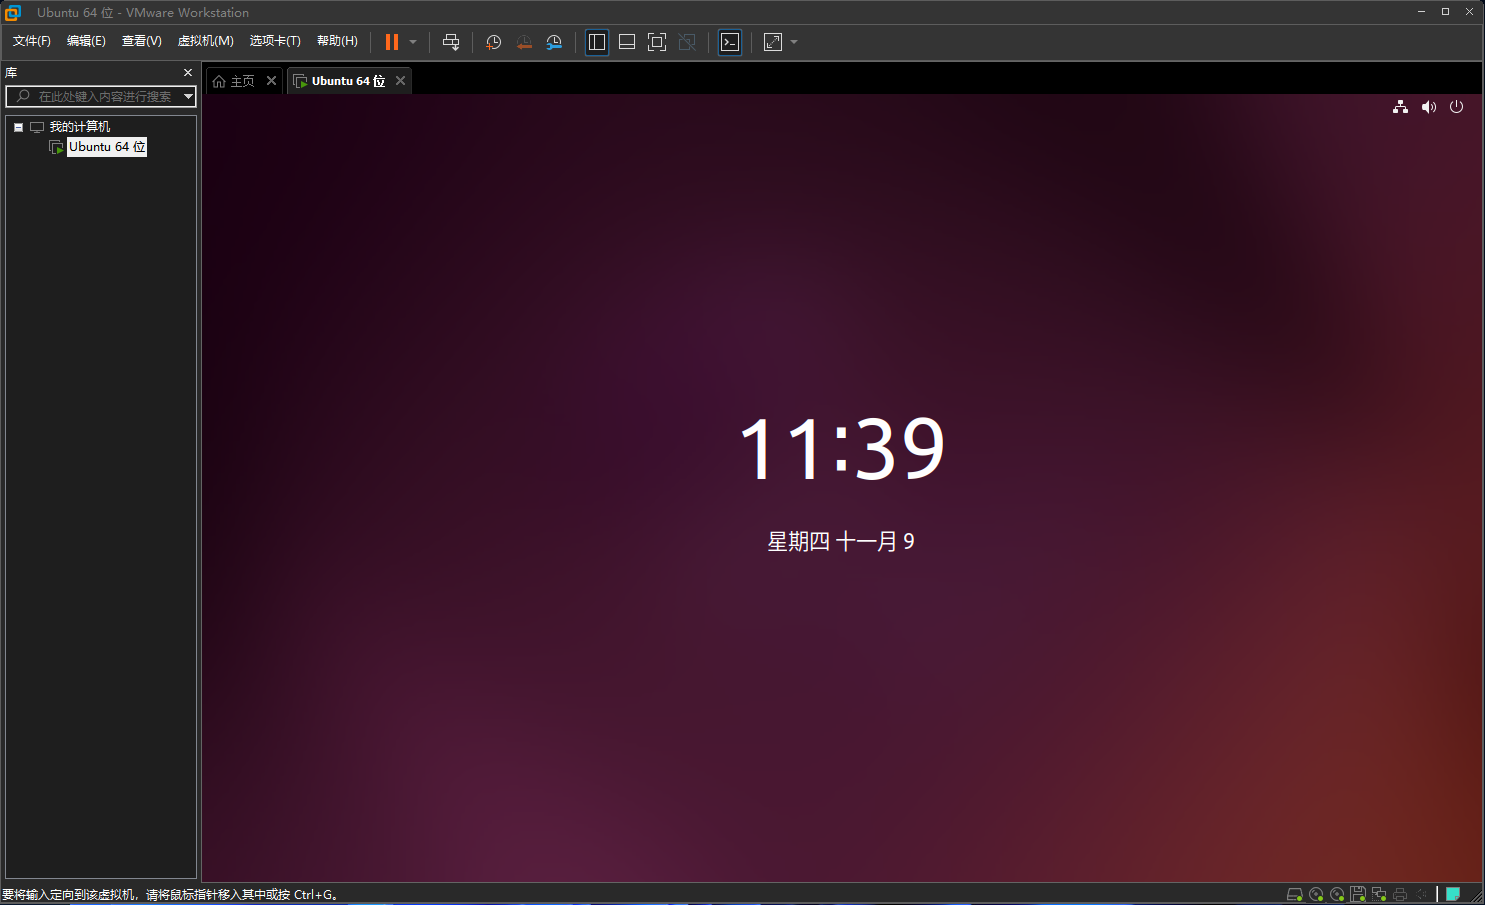 Ubuntu 64 位 - VMware Workstation
文件(F) 编辑(E) 查看(V) 虚拟机(M) 选项卡(T) 帮助(H)
库
在此处键入内容进行搜索
我的计算机
Ubuntu 64 位
主页
Ubuntu 64 位
11:39
星期四 十一月 9
要将输入定向到该虚拟机，请将鼠标指针移入其中或按 Ctrl+G。